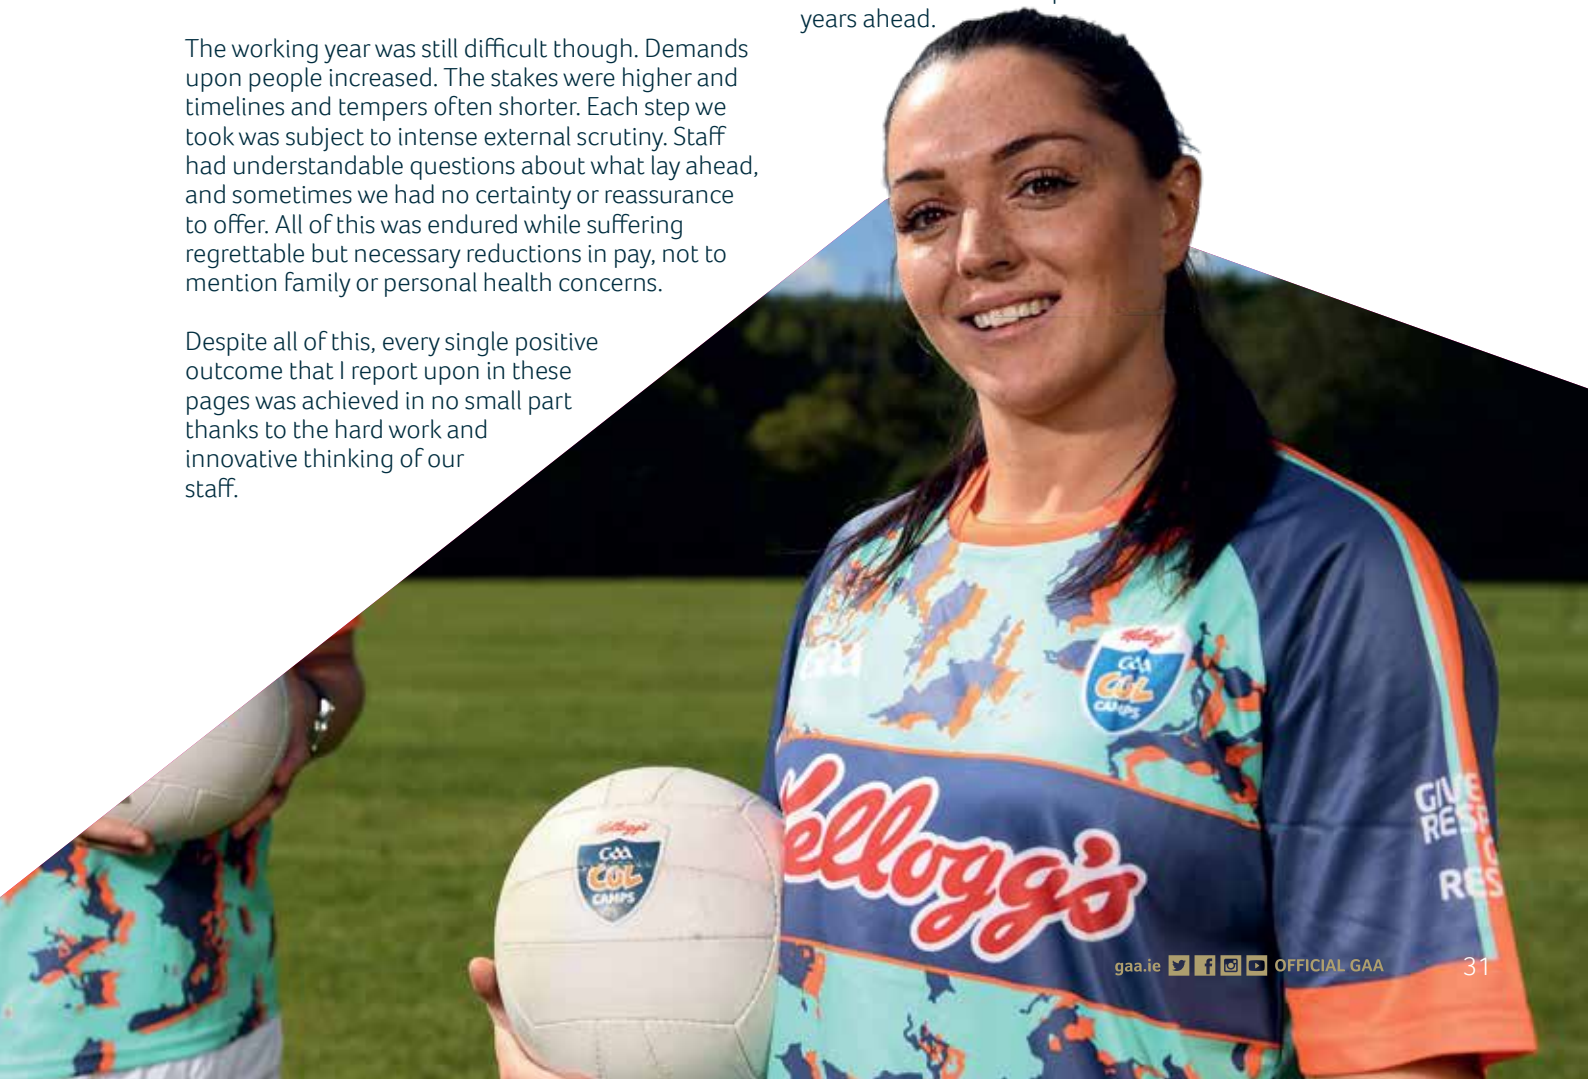 The working year was still difficult though. Demands
upon people increased. The stakes were higher and
timelines and tempers often shorter. Each step we
took was subject to intense external scrutiny. Staff
had understandable questions about what lay ahead,
and sometimes we had no certainty or reassurance
to offer. All of this was endured while suffering
regrettable but necessary reductions in pay, not to
mention family or personal health concerns.
Despite all of this, every single positive
outcome that I report upon in these
pages was achieved in no small part
thanks to the hard work and
innovative thinking of our
staff.
years ahead.
Kellogg's
GAA
CÚL
CAMPS
Kellogg's
GIVE
RESP
RES
Kellogg's
GAA
CÚL
CAMPS
gaa.ie OFFICIAL GAA
31